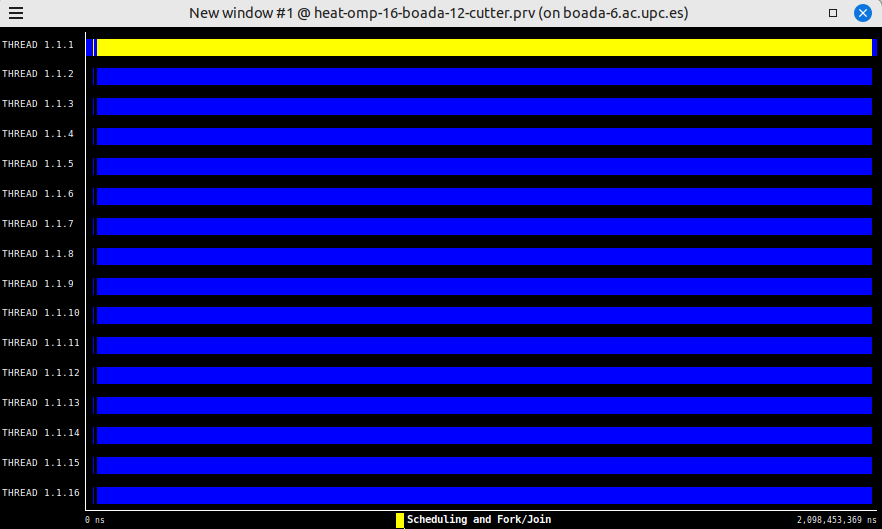 New window #1 @ heat-omp-16-boada-12-cutter.prv (on boada-6.ac.upc.es)
THREAD 1.1.1
THREAD 1.1.2
THREAD 1.1.3
THREAD 1.1.4
THREAD 1.1.5
THREAD 1.1.6
THREAD 1.1.7
THREAD 1.1.8
THREAD 1.1.9
THREAD 1.1.10
THREAD 1.1.11
THREAD 1.1.12
THREAD 1.1.13
THREAD 1.1.14
THREAD 1.1.15
THREAD 1.1.16
0 ns
Scheduling and Fork/Join
2,098,453,369 ns